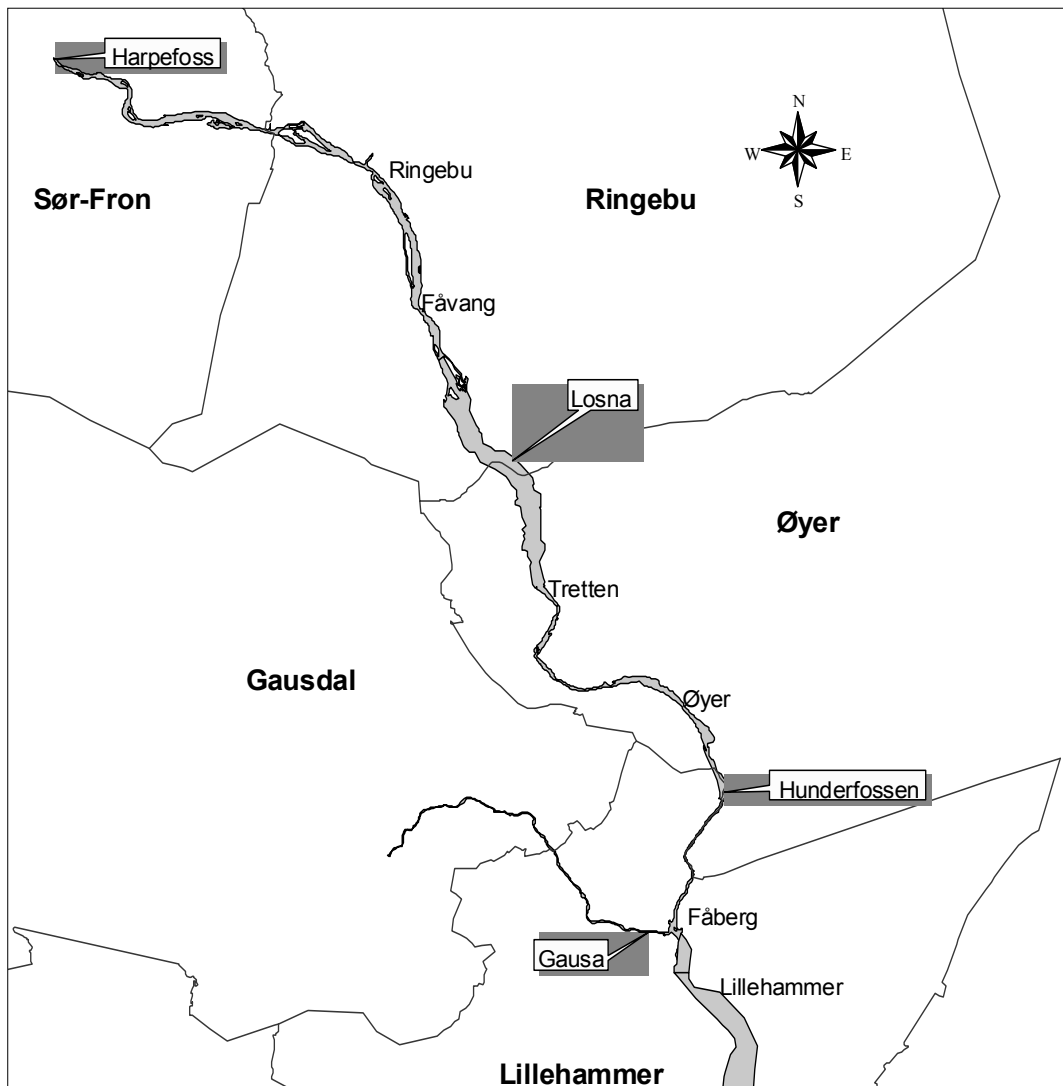 Harpefoss
N
W
E
S
Ringebu
Sør-Fron
Ringebu
Fåvang
Losna
Øyer
Tretten
Gausdal
Øyer
Hunderfossen
Fåberg
Gausa
Lillehammer
Lillehammer